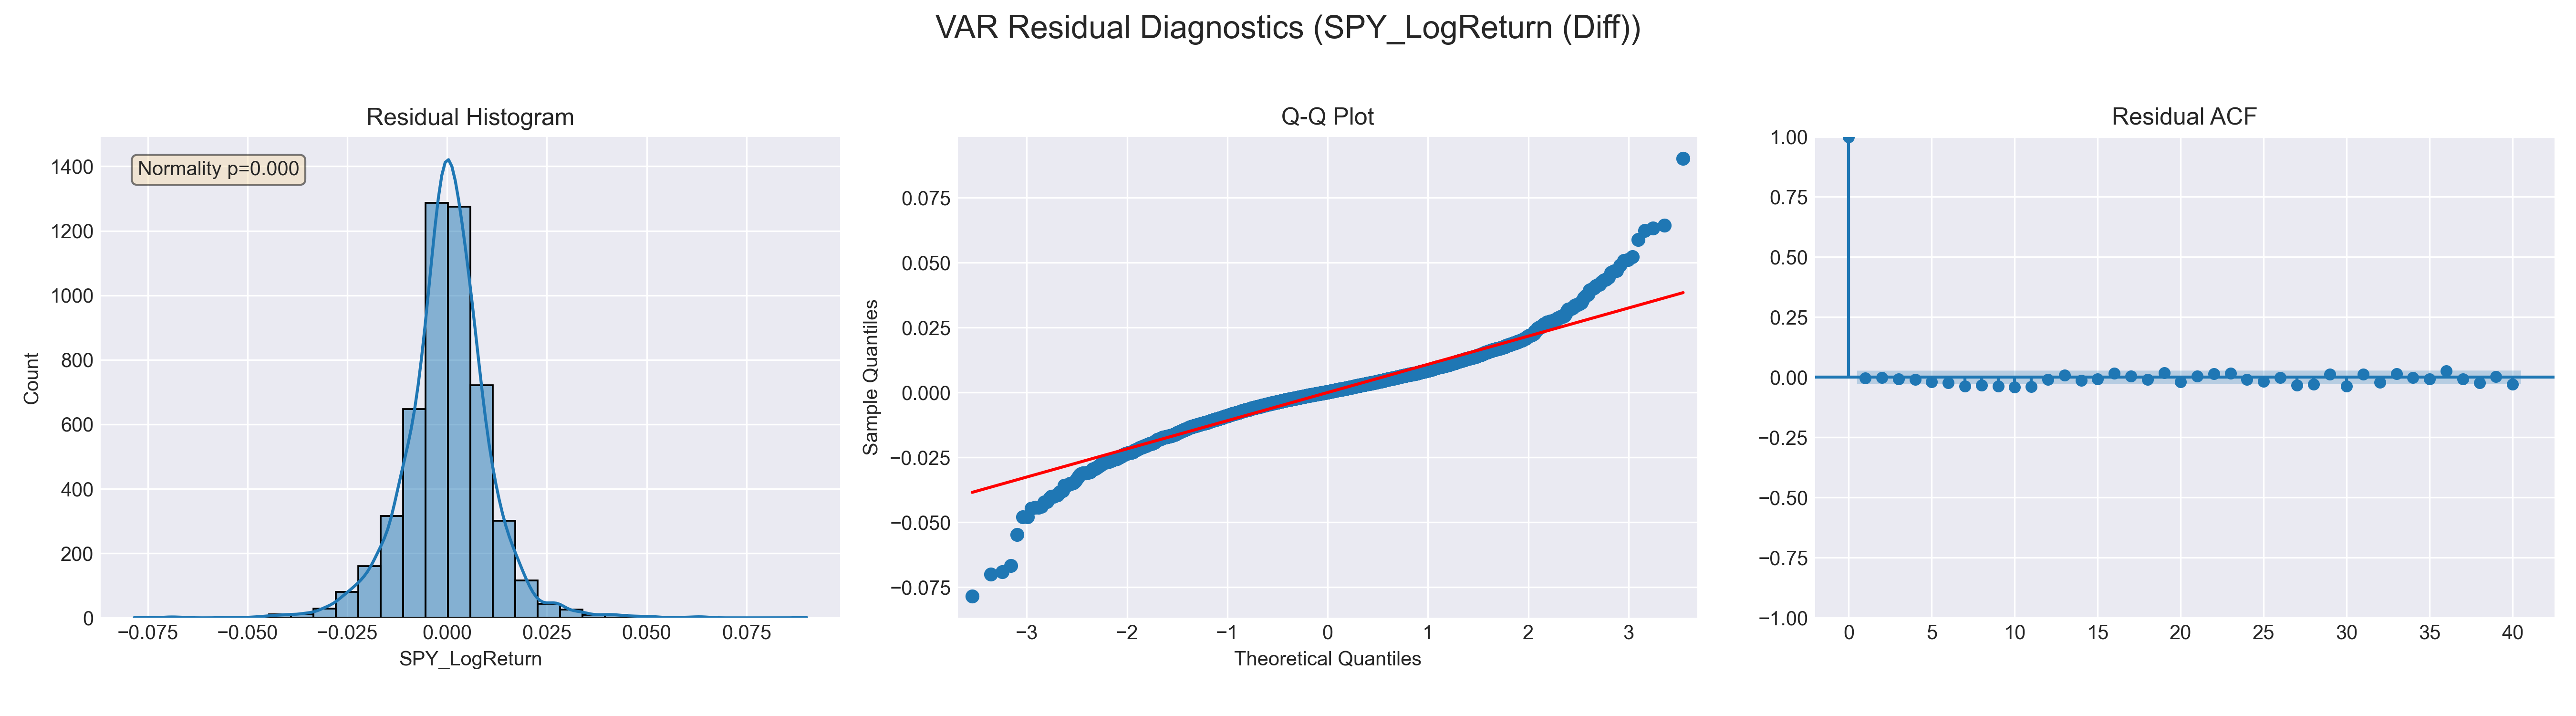 VAR Residual Diagnostics (SPY_LogReturn (Diff))
Residual Histogram
Normality p=0.000
Count
1400
1200
1000
800
600
400
200
0
−0.075 −0.050 −0.025 0.000 0.025 0.050 0.075
SPY_LogReturn
Q-Q Plot
Sample Quantiles
0.075
0.050
0.025
0.000
−0.025
−0.050
−0.075
−3 −2 −1 0 1 2 3
Theoretical Quantiles
Residual ACF
1.00
0.75
0.50
0.25
0.00
−0.25
−0.50
−0.75
−1.00
0 5 10 15 20 25 30 35 40